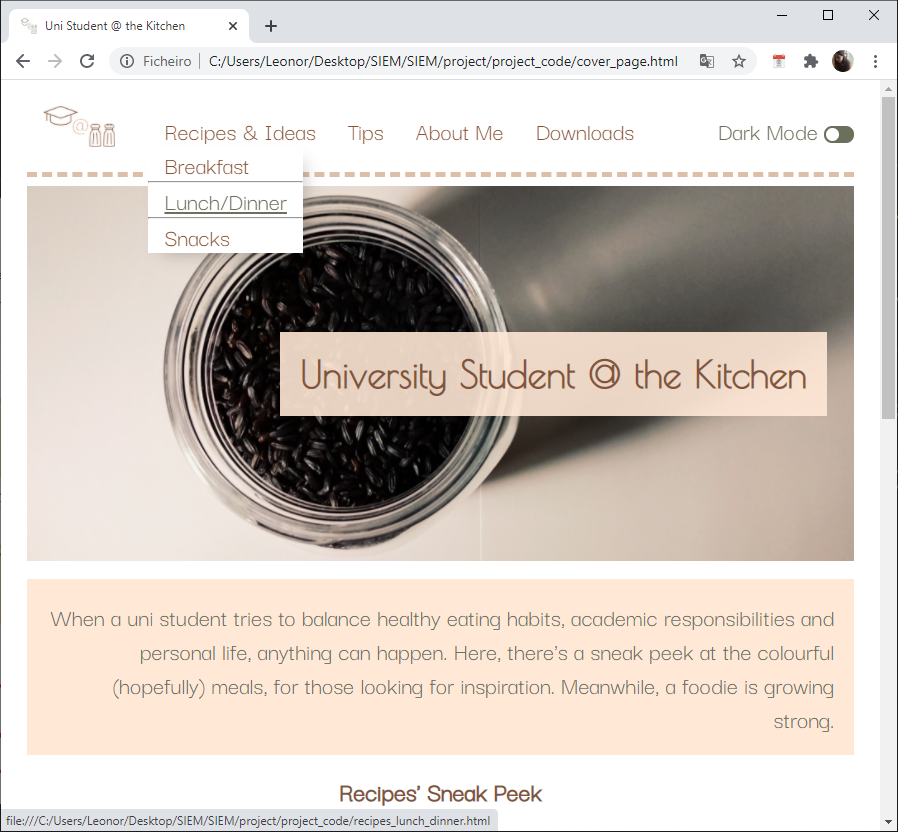 Uni Student @ the Kitchen
Ficheiro
C:/Users/Leonor/Desktop/SIEM/SIEM/project/project_code/cover_page.html
@
Recipes & Ideas Tips About Me Downloads Dark Mode
Breakfast
Lunch/Dinner
Snacks
University Student @ the Kitchen
When a uni student tries to balance healthy eating habits, academic responsibilities and
personal life, anything can happen. Here, there's a sneak peek at the colourful
(hopefully) meals, for those looking for inspiration. Meanwhile, a foodie is growing
strong.
Recipes' Sneak Peek
file:///C:/Users/Leonor/Desktop/SIEM/SIEM/project/project_code/recipes_lunch_dinner.html